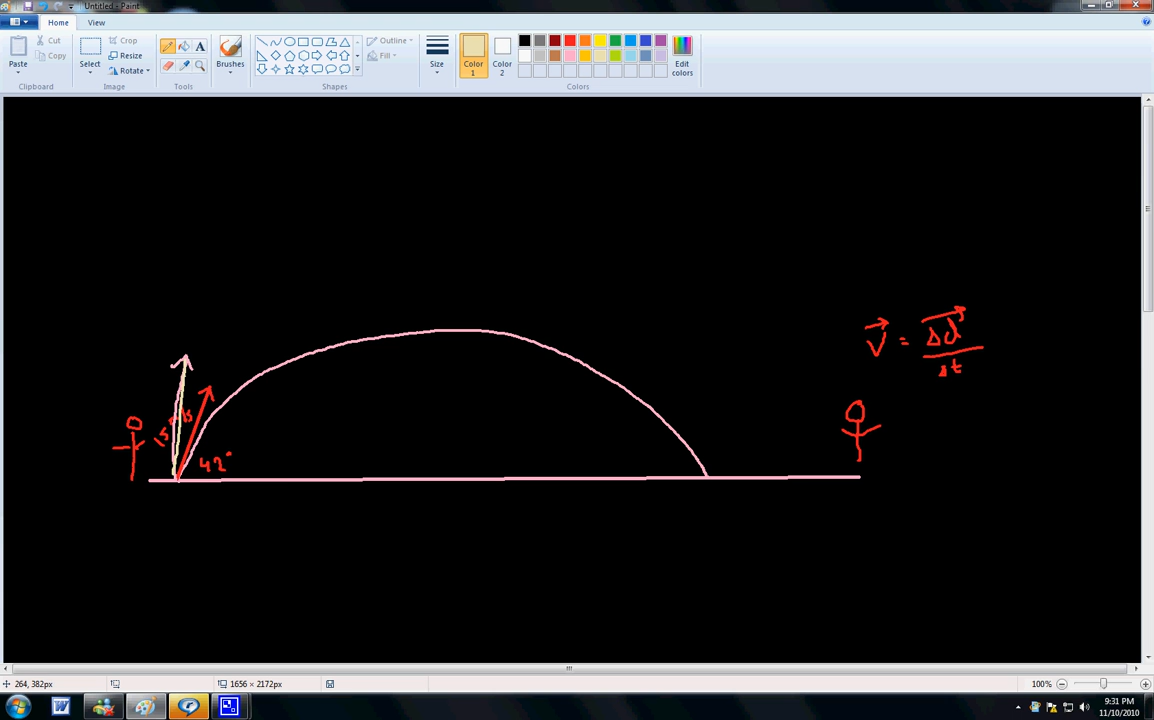 Untitled - Paint
Home View
Paste
Cut
Copy
Clipboard
Select
Crop
Resize
Rotate
Image
Tools
Brushes
Shapes
Outline
Fill
Size
Color
1
Color
2
Edit
colors
Colors
V = Δd
Δt
42°
264, 382px
1656 × 2172px
100%
9:31 PM
11/10/2010